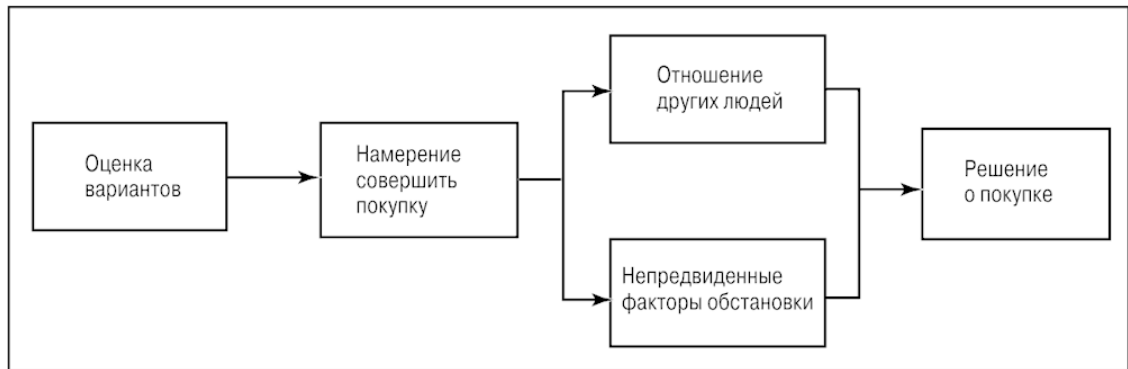 Оценка
вариантов
Намерение
совершить
покупку
Отношение
других людей
Непредвиденные
факторы обстановки
Решение
о покупке